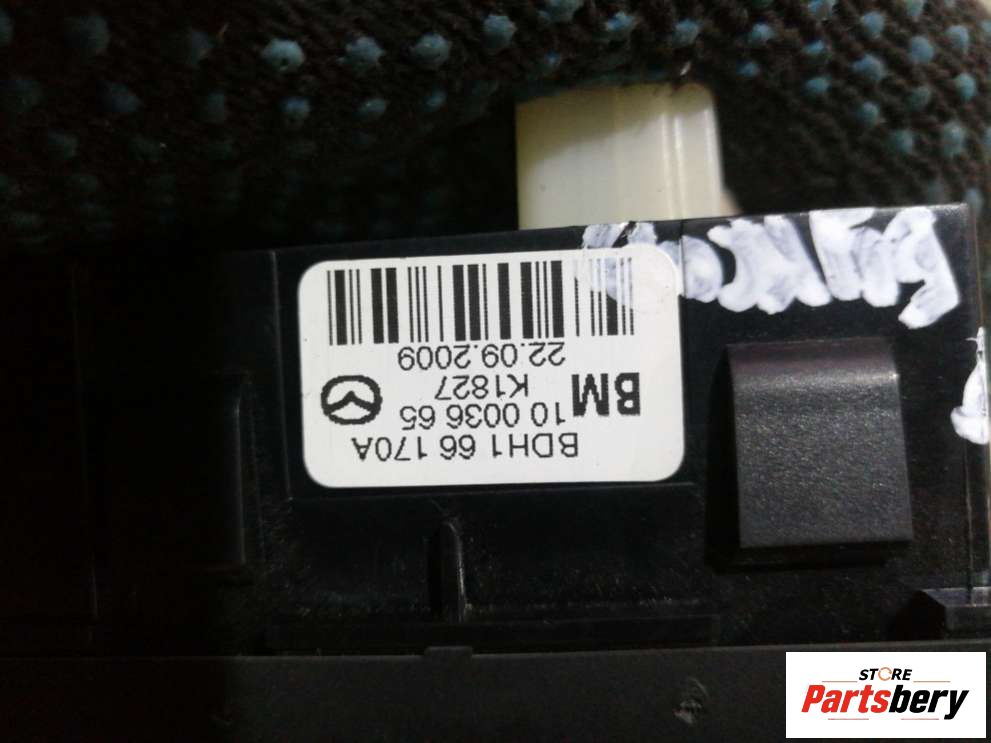 BDH1 66 170A
10 0036 65
BM
K1827
22.09.2009
STORE
Partsbery